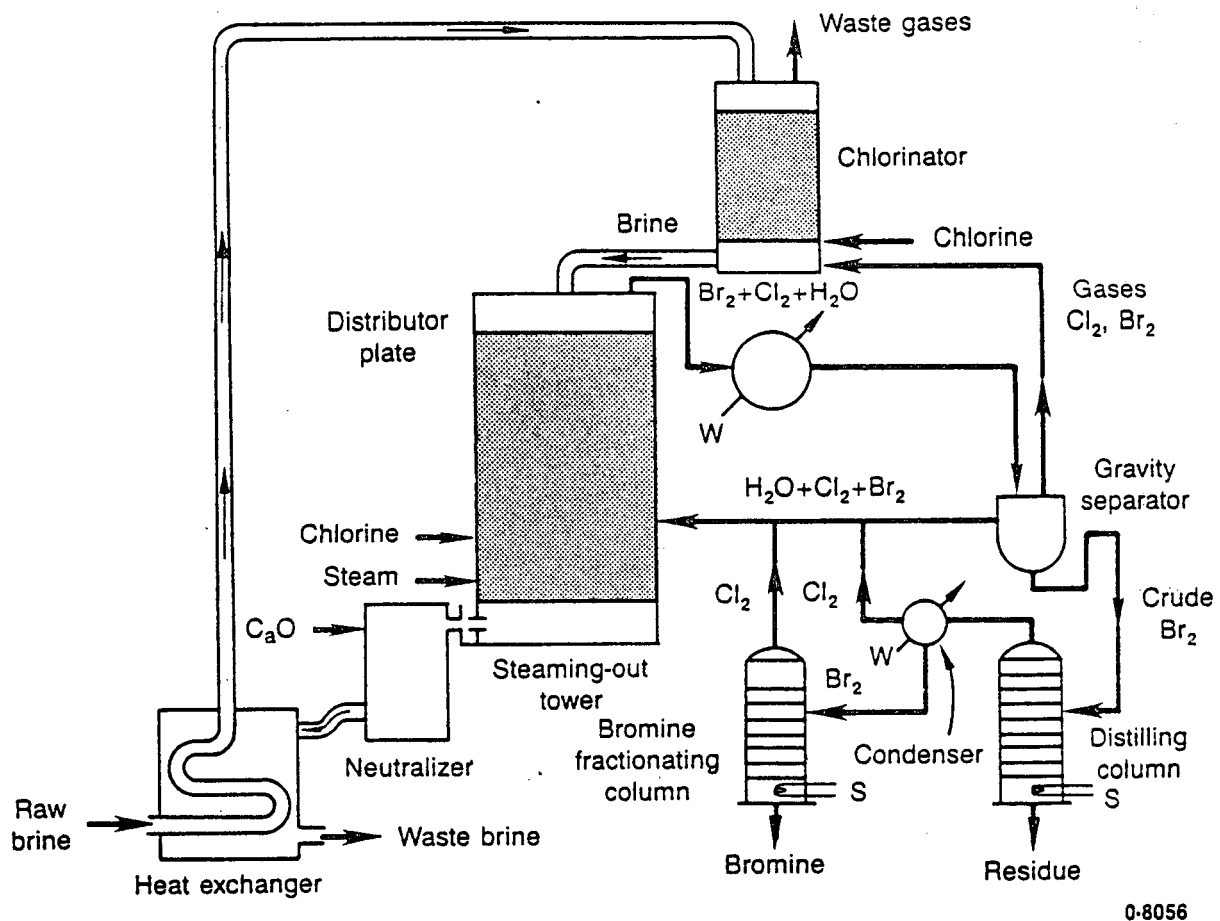 Waste gases
Chlorinator
Brine
Chlorine
Br₂+Cl₂+H₂O
Gases
Cl₂, Br₂
Distributor
plate
W
Gravity
separator
H₂O+Cl₂+Br₂
Chlorine
Steam
Cl₂
Cl₂
Crude
Br₂
CaO
W
Steaming-out
tower
Br₂
Bromine
fractionating
column
Condenser
Distilling
column
Neutralizer
S
S
Raw
brine
Waste brine
Bromine
Residue
Heat exchanger
0-8056